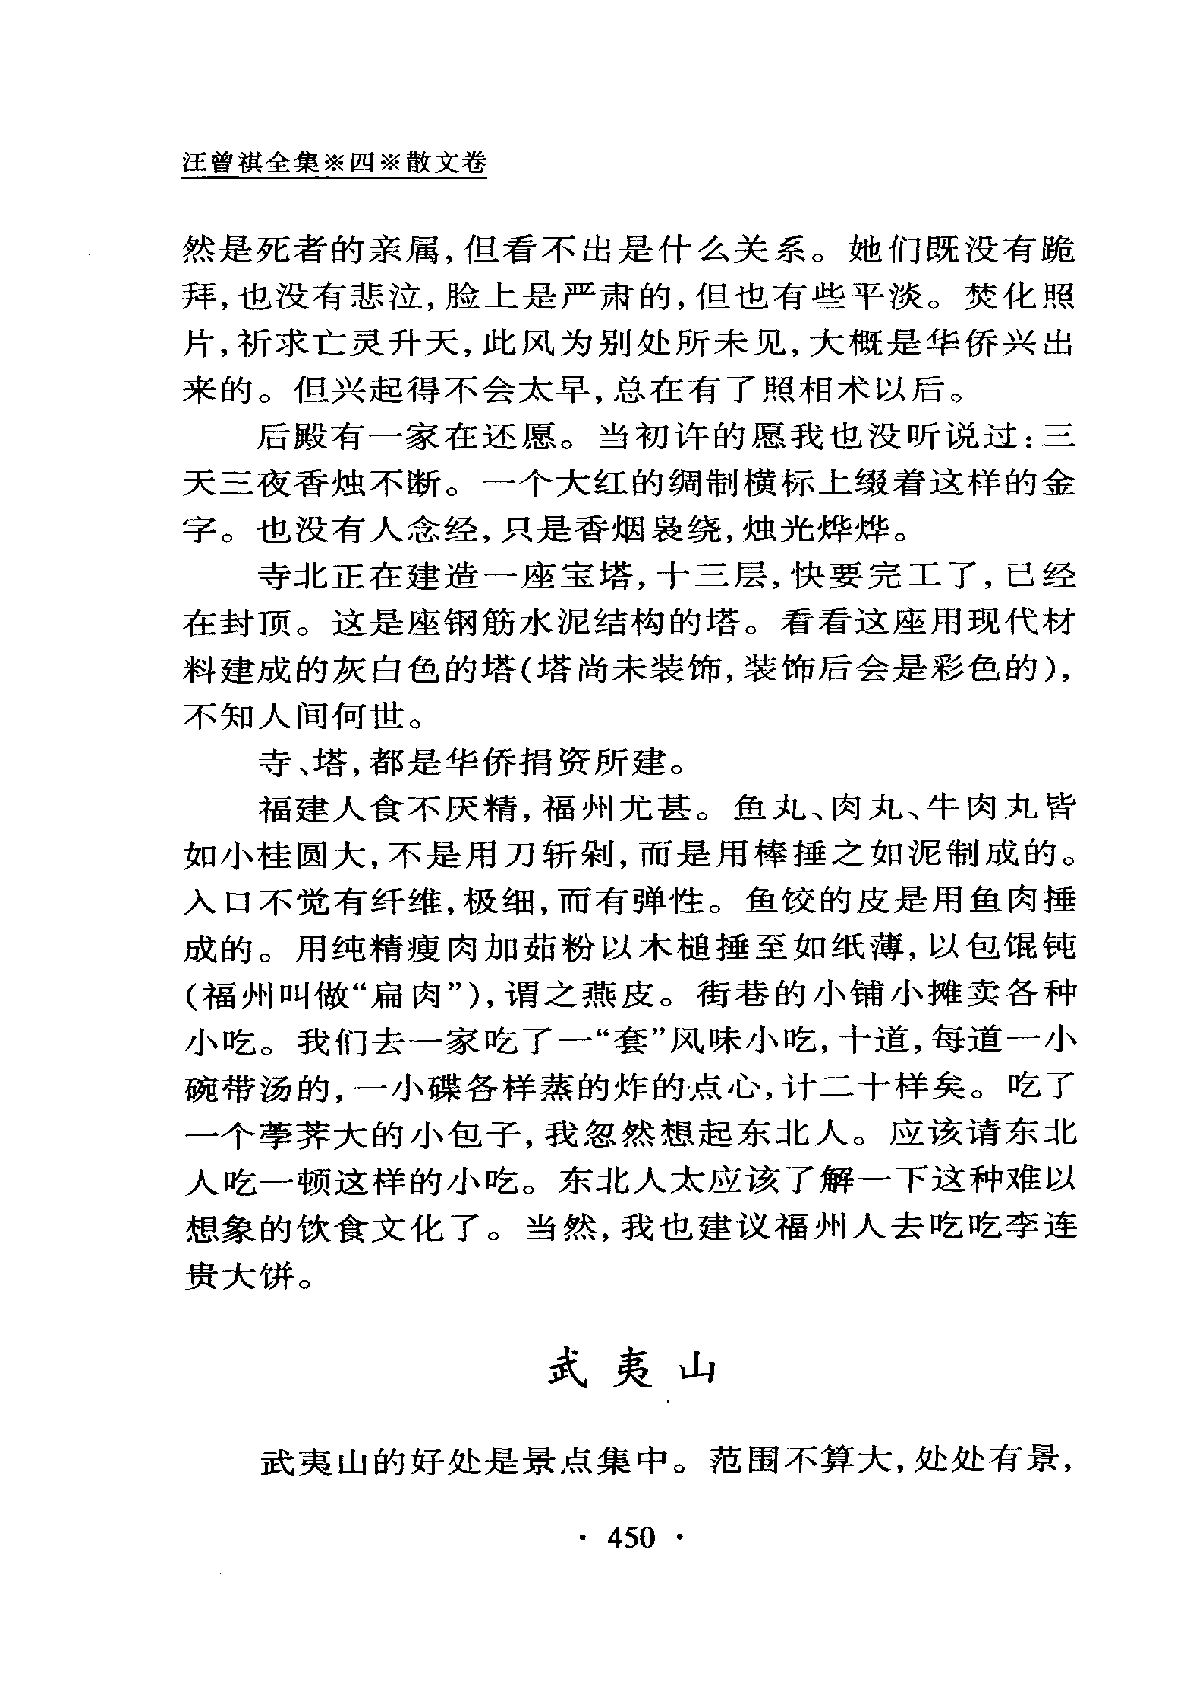 汪曾祺全集※四※散文卷
然是死者的亲属,但看不出是什么关系。她们既没有跪
拜,也没有悲泣,脸上是严肃的,但也有些平淡。焚化照
片,祈求亡灵升天,此风为别处所未见,大概是华侨兴出
来的。但兴起得不会太早,总在有了照相术以后。
后殿有一家在还愿。当初许的愿我也没听说过:三
天三夜香烛不断。一个大红的绸制横标上缀着这样的金
字。也没有人念经,只是香烟袅绕,烛光烨烨。
寺北正在建造一座宝塔,十三层,快要完工了,已经
在封顶。这是座钢筋水泥结构的塔。看看这座用现代材
料建成的灰白色的塔(塔尚未装饰,装饰后会是彩色的),
不知人间何世。
寺、塔,都是华侨捐资所建。
福建人食不厌精,福州尤甚。鱼丸、肉丸、牛肉丸皆
如小桂圆大,不是用刀斩剁,而是用棒捶之如泥制成的。
入口不觉有纤维,极细,而有弹性。鱼饺的皮是用鱼肉捶
成的。用纯精瘦肉加茹粉以木槌捶至如纸薄,以包馄饨
(福州叫做“扁肉”),谓之燕皮。街巷的小铺小摊卖各种
小吃。我们去一家吃了一“套”风味小吃,十道,每道一小
碗带汤的,一小碟各样蒸的炸的点心,计二十样矣。吃了
一个荸荠大的小包子,我忽然想起东北人。应该请东北
人吃一顿这样的小吃。东北人太应该了解一下这种难以
想象的饮食文化了。当然,我也建议福州人去吃吃李连
贵大饼。
武夷山
武夷山的好处是景点集中。范围不算大,处处有景,
· 450 ·